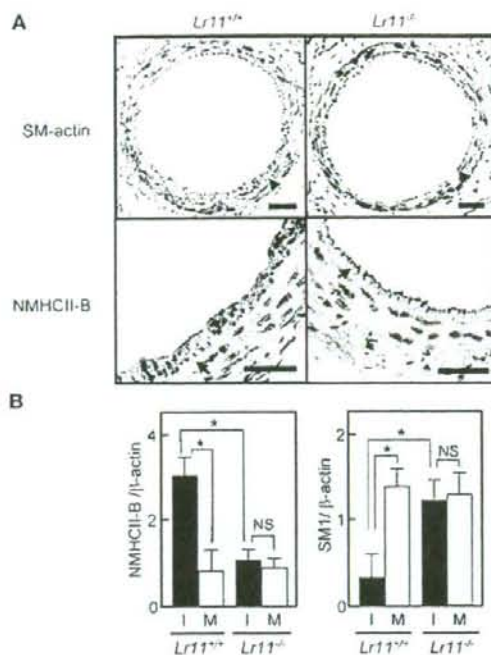 A
Lr11+/+ Lr11-/-
SM-actin
NMHCII-B
B
NMHCII-B /β-actin
4
2
0
*
*
NS
I M I M
Lr11+/+ Lr11-/-
SM1/ β-actin
2
1
0
*
*
NS
I M I M
Lr11+/+ Lr11-/-